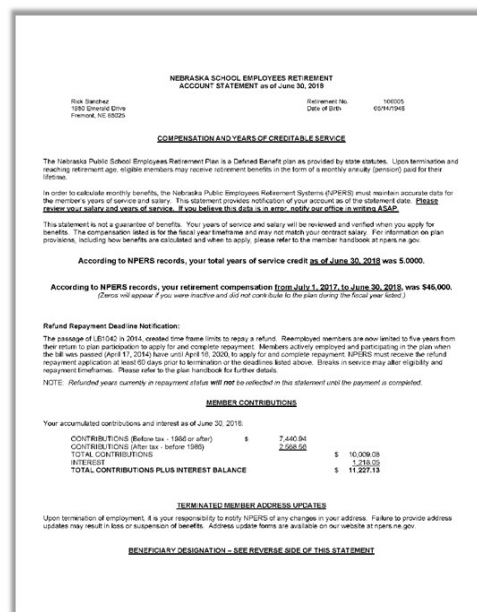 NEBRASKA SCHOOL EMPLOYEES RETIREMENT
ACCOUNT STATEMENT as of June 30, 2018
Rick Sanchez
1980 Emerald Drive
Fremont, NE 68025
Retirement No. 106005
Date of Birth
COMPENSATION AND YEARS OF CREDITABLE SERVICE
The Nebraska Public School Employees Retirement Plan is a Defined Benefit plan as provided by state statutes. Upon termination and
reaching retirement age, eligible members may receive retirement benefits in the form of a monthly annuity (pension) paid for their
lifetime.
In order to calculate monthly benefits, the Nebraska Public Employees Retirement Systems (NPERS) must maintain accurate data for
the member's years of service and salary. This statement provides notification of your account as of the statement date. Please
review your salary and years of service. If you believe this data is in error, notify our office in writing ASAP.
This statement is not a guarantee of benefits. Your years of service and salary will be reviewed and verified when you apply for
benefits. The compensation listed is for the fiscal year timeframe and may not match your contract salary. For information on plan
provisions, including how benefits are calculated and when to apply, please refer to the member handbook at npers.ne.gov.
According to NPERS records, your total years of service credit as of June 30, 2018 was 5.0000.
According to NPERS records, your retirement compensation from July 1, 2017, to June 30, 2018, was $45,000.
(Zeros will appear if you were inactive and did not contribute to the plan during the fiscal year listed.)
Refund Repayment Deadline Notification:
The passage of LB1042 in 2014, created time frame limits to repay a refund. Reemployed members are now limited to five years from
their return to plan participation to apply for and complete repayment. Members actively employed and participating in the plan when
the bill was passed (April 17, 2014) have until April 16, 2020, to apply for and complete repayment. NPERS must receive the refund
repayment application at least 60 days prior to termination or the deadlines listed above. Breaks in service may alter eligibility and
repayment timeframes. Please refer to the plan handbook for further details.
NOTE: Refunded years currently in repayment status will not be reflected in this statement until the payment is completed.
MEMBER CONTRIBUTIONS
Your accumulated contributions and interest as of June 30, 2018:
CONTRIBUTIONS (Before tax - 1986 or after) $ 7,440.94
CONTRIBUTIONS (After tax - before 1986)
TOTAL CONTRIBUTIONS $ 10,009.08
INTEREST 1,218.05
TOTAL CONTRIBUTIONS PLUS INTEREST BALANCE $ 11,227.13
TERMINATED MEMBER ADDRESS UPDATES
Upon termination of employment, it is your responsibility to notify NPERS of any changes in your address. Failure to provide address
updates may result in loss or suspension of benefits. Address update forms are available on our website at npers.ne.gov.
BENEFICIARY DESIGNATION – SEE REVERSE SIDE OF THIS STATEMENT